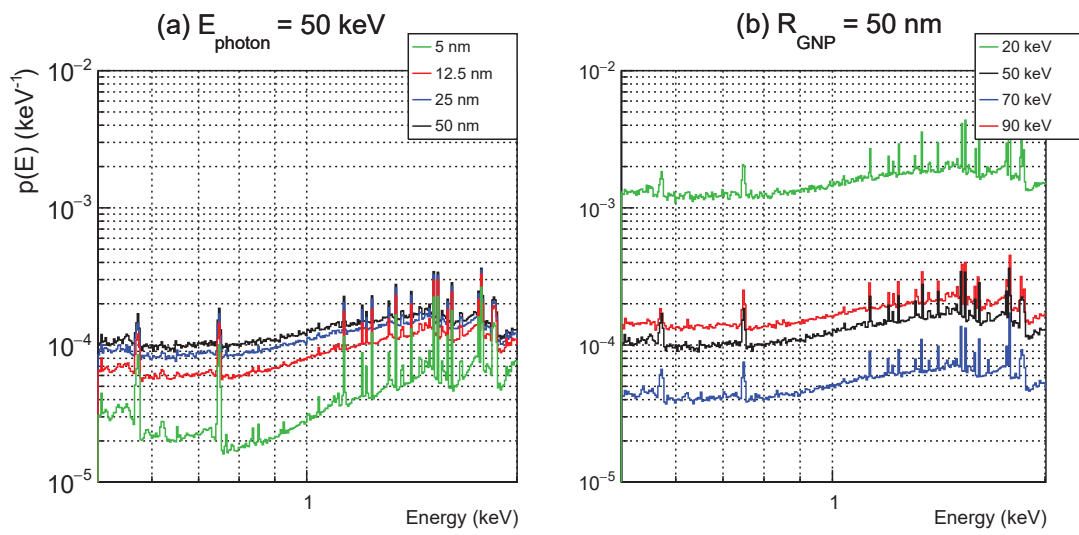 (a) E_photon = 50 keV
5 nm
12.5 nm
25 nm
50 nm
p(E) (keV⁻¹)
10⁻²
10⁻³
10⁻⁴
10⁻⁵
1
Energy (keV)
(b) R_GNP = 50 nm
20 keV
50 keV
70 keV
90 keV
10⁻²
10⁻³
10⁻⁴
10⁻⁵
1
Energy (keV)